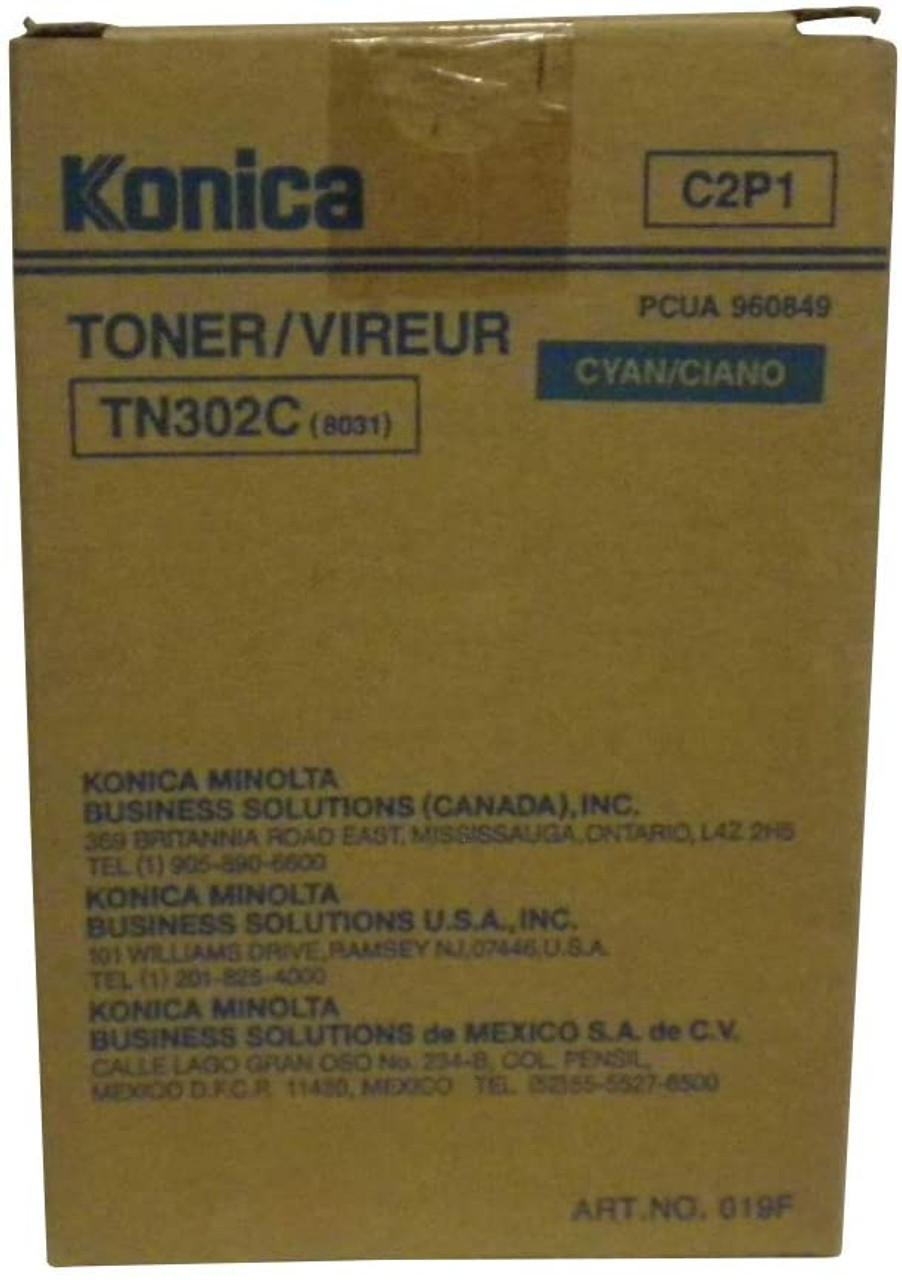 Konica
C2P1
TONER/VIREUR
PCUA 960849
CYAN/CIANO
TN302C (8031)
KONICA MINOLTA
BUSINESS SOLUTIONS (CANADA), INC.
369 BRITANNIA ROAD EAST, MISSISSAUGA, ONTARIO, L4Z 2H5
TEL (1) 905-890-6600
KONICA MINOLTA
BUSINESS SOLUTIONS U.S.A., INC.
101 WILLIAMS DRIVE, RAMSEY NJ, 07446, U.S.A.
TEL (1) 201-825-4000
KONICA MINOLTA
BUSINESS SOLUTIONS de MEXICO S.A. de C.V.
CALLE LAGO GRAN OSO No. 234-B, COL. PENSIL,
MEXICO D.F.C.P. 11430, MEXICO TEL. (52)55-5527-6500
ART.NO. 019F